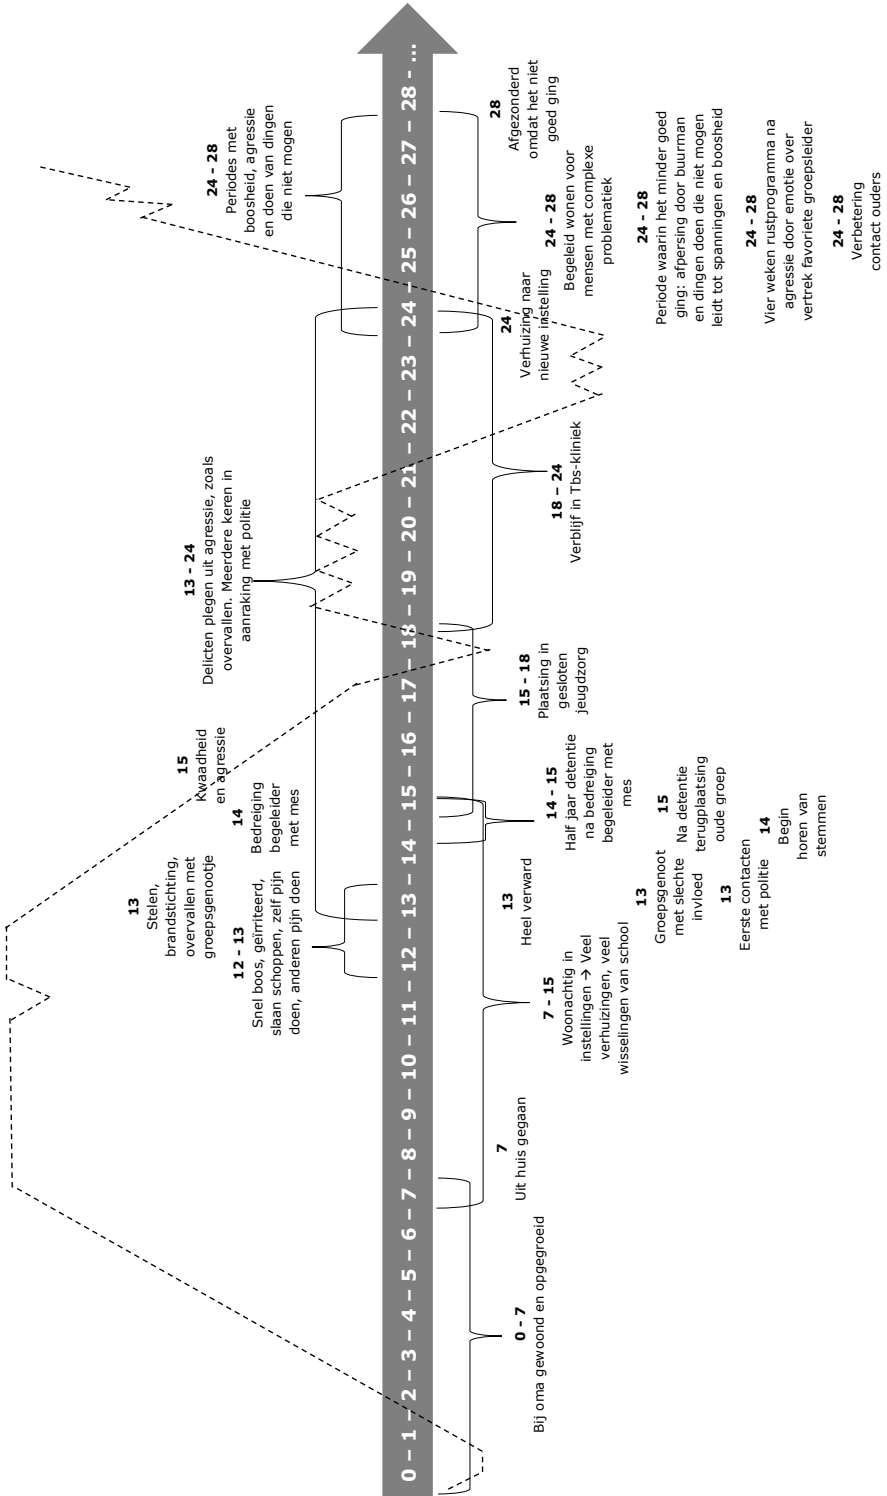 13
Stelen,
brandstichting,
overvallen met
groepsgenootje
12 - 13
Snel boos, geïrriteerd,
slaan schoppen, zelf pijn
doen, anderen pijn doen
14
Bedreiging
begeleider
met mes
15
Kwaadheid
en agressie
13 - 24
Delicten plegen uit agressie, zoals
overvallen. Meerdere keren in
aanraking met politie
24 - 28
Periodes met
boosheid, agressie
en doen van dingen
die niet mogen
0 – 1 – 2 – 3 – 4 – 5 – 6 – 7 – 8 – 9 – 10 – 11 – 12 – 13 – 14 – 15 – 16 – 17 – 18 – 19 – 20 – 21 – 22 – 23 – 24 – 25 – 26 – 27 – 28 - ...
0 - 7
Bij oma gewoond en opgegroeid
7
Uit huis gegaan
7 - 15
Woonachtig in
instellingen → Veel
verhuizingen, veel
wisselingen van school
13
Heel verward
13
Groepsgenoot
met slechte
invloed
13
Eerste contacten
met politie
14
Begin
horen van
stemmen
14 - 15
Half jaar detentie
na bedreiging
begeleider met
mes
15
Na detentie
terugplaatsing
oude groep
15 - 18
Plaatsing in
gesloten
jeugdzorg
18 – 24
Verblijf in Tbs-kliniek
24
Verhuizing naar
nieuwe instelling
28
Afgezonderd
omdat het niet
goed ging
24 - 28
Begeleid wonen voor
mensen met complexe
problematiek
24 - 28
Periode waarin het minder goed
ging: afpersing door buurman
en dingen doen die niet mogen
leidt tot spanningen en boosheid
24 - 28
Vier weken rustprogramma na
agressie door emotie over
vertrek favoriete groepsleider
24 - 28
Verbetering
contact ouders